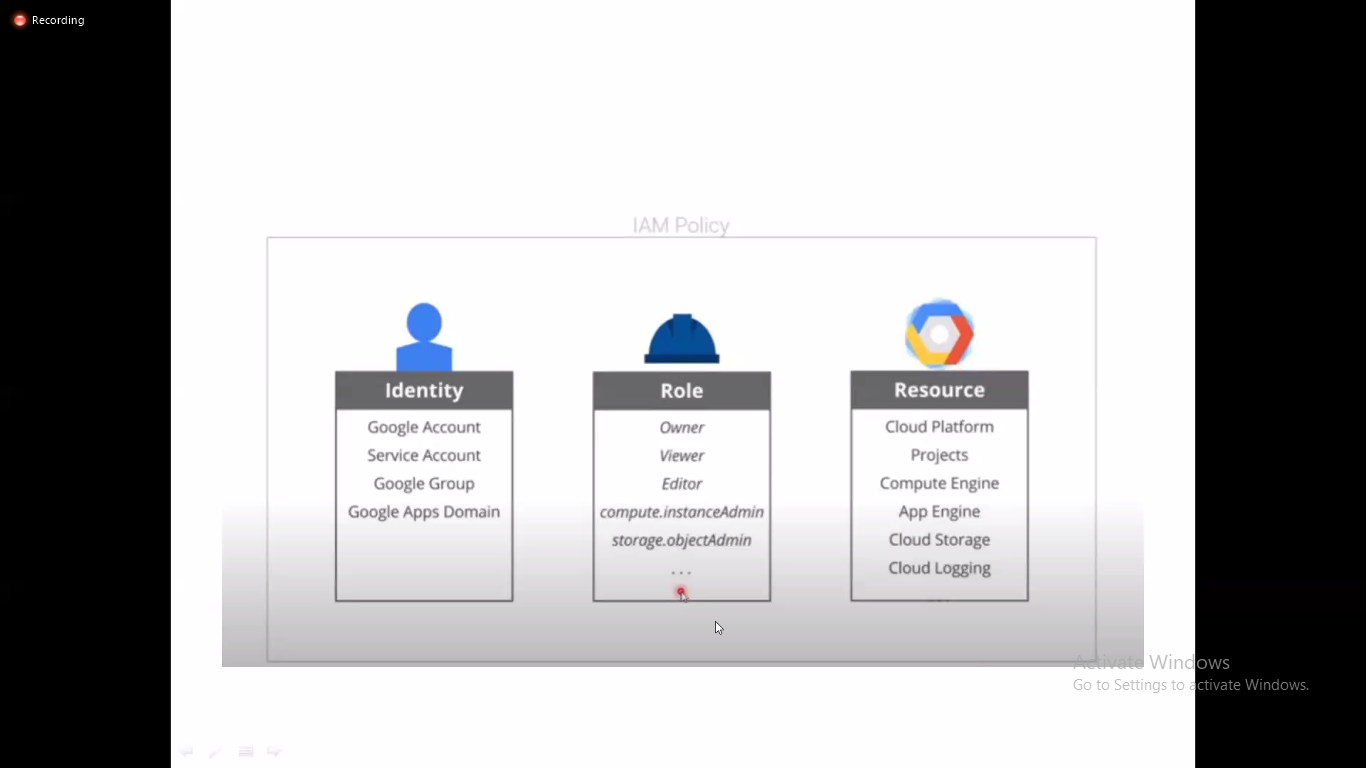 Recording
IAM Policy
Identity
Google Account
Service Account
Google Group
Google Apps Domain
Role
Owner
Viewer
Editor
compute.instanceAdmin
storage.objectAdmin
...
Resource
Cloud Platform
Projects
Compute Engine
App Engine
Cloud Storage
Cloud Logging
...
Activate Windows
Go to Settings to activate Windows.